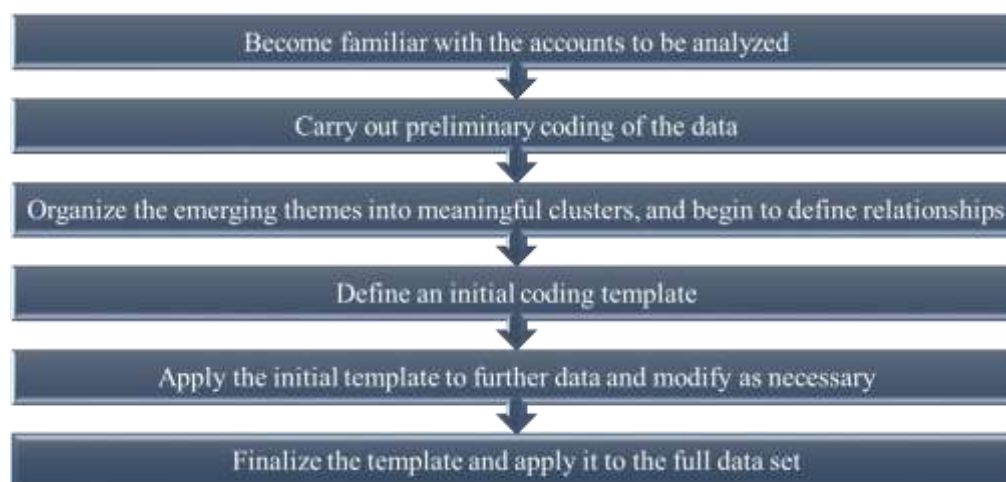 Become familiar with the accounts to be analyzed
Carry out preliminary coding of the data
Organize the emerging themes into meaningful clusters, and begin to define relationships
Define an initial coding template
Apply the initial template to further data and modify as necessary
Finalize the template and apply it to the full data set